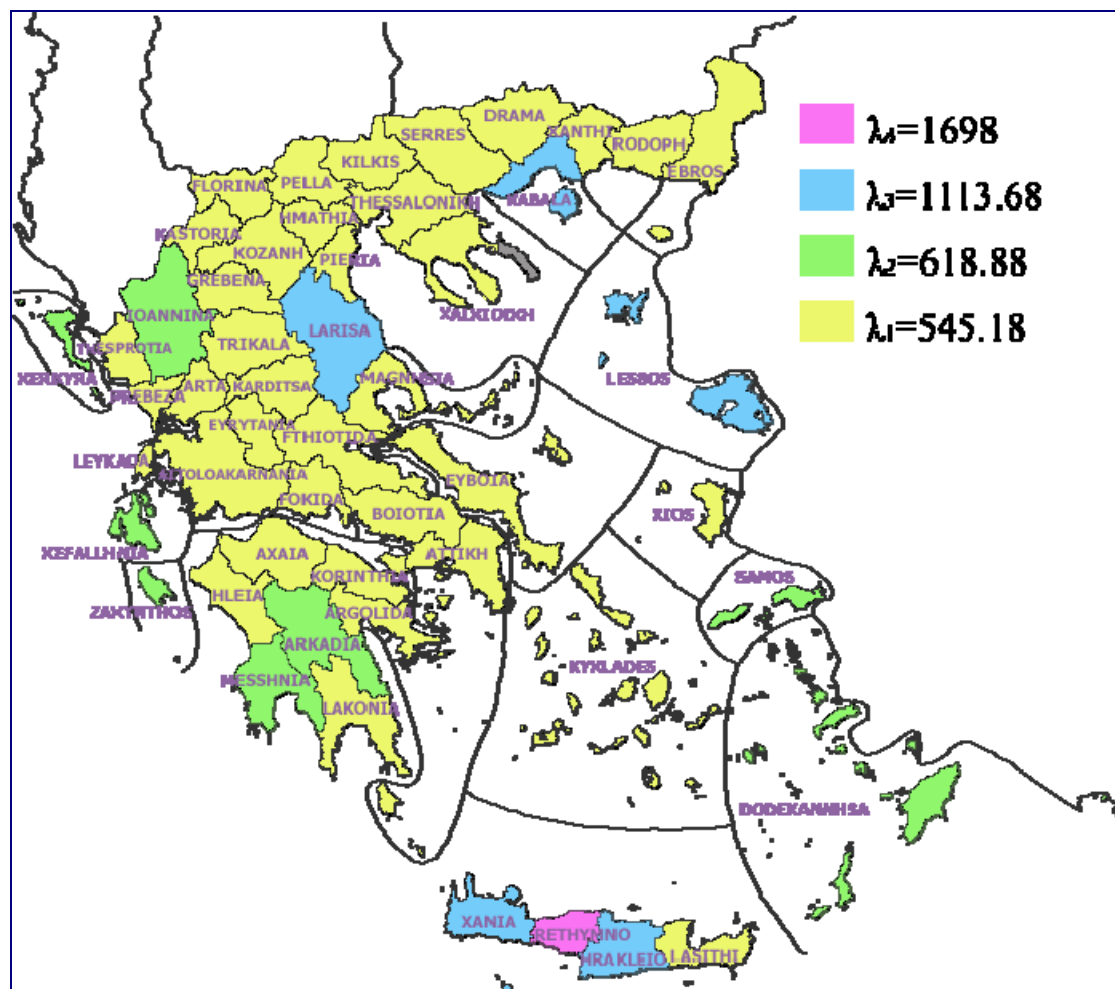 DRAMA
SERRES
XANTHI
RODOPH
KILKIS
EBROS
FLORINA
PELLA
THESSALONIKH
KABALA
HMATHIA
KASTORIA
KOZANH
PIERIA
GREBENA
XALKIDIKH
IOANNINA
LARISA
THESPROTIA
TRIKALA
KERKYRA
LESBOS
MAGNHSIA
ARTA
KARDITSA
PREBEZA
EYRYTANIA
FTHIOTIDA
LEYKADA
AITOLOAKARNANIA
EYBOIA
FOKIDA
BOIOTIA
XIOS
KEFALLHNIA
AXAIA
ATTIKH
KORINTHIA
SAMOS
ZAKYNTHOS
HLEIA
ARGOLIDA
ARKADIA
KYKLADES
MESSHNIA
LAKONIA
DODEKANNHSA
XANIA
RETHYMNO
HRAKLEIO
LASITHI
λ₄=1698
λ₃=1113.68
λ₂=618.88
λ₁=545.18